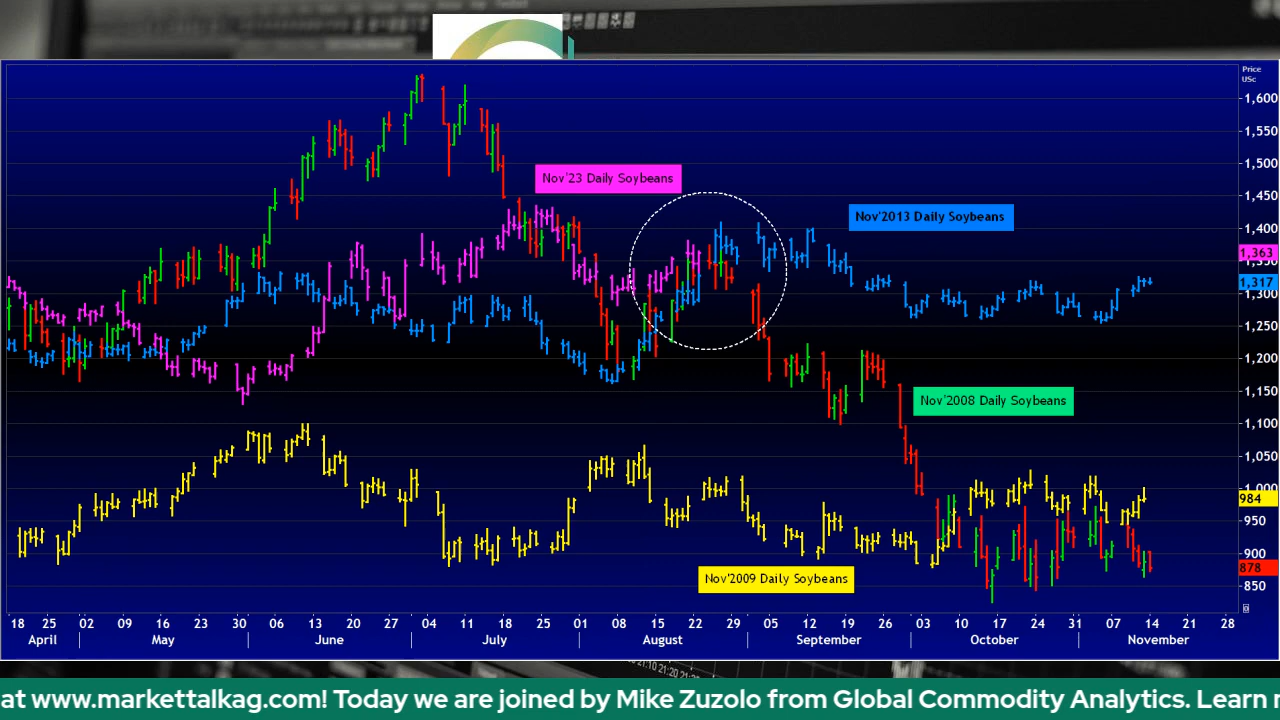 Price
USc
1,600
1,550
1,500
Nov'23 Daily Soybeans
1,450
Nov'2013 Daily Soybeans
1,400
1,363
1,317
1,300
1,250
1,200
1,150
Nov'2008 Daily Soybeans
1,100
1,050
1,000
984
950
900
878
Nov'2009 Daily Soybeans
850
18 25 02 09 16 23 30 06 13 20 27 04 11 18 25 01 08 15 22 29 05 12 19 26 03 10 17 24 31 07 14 21 28
April May June July August September October November
at www.markettalkag.com! Today we are joined by Mike Zuzolo from Global Commodity Analytics. Learn